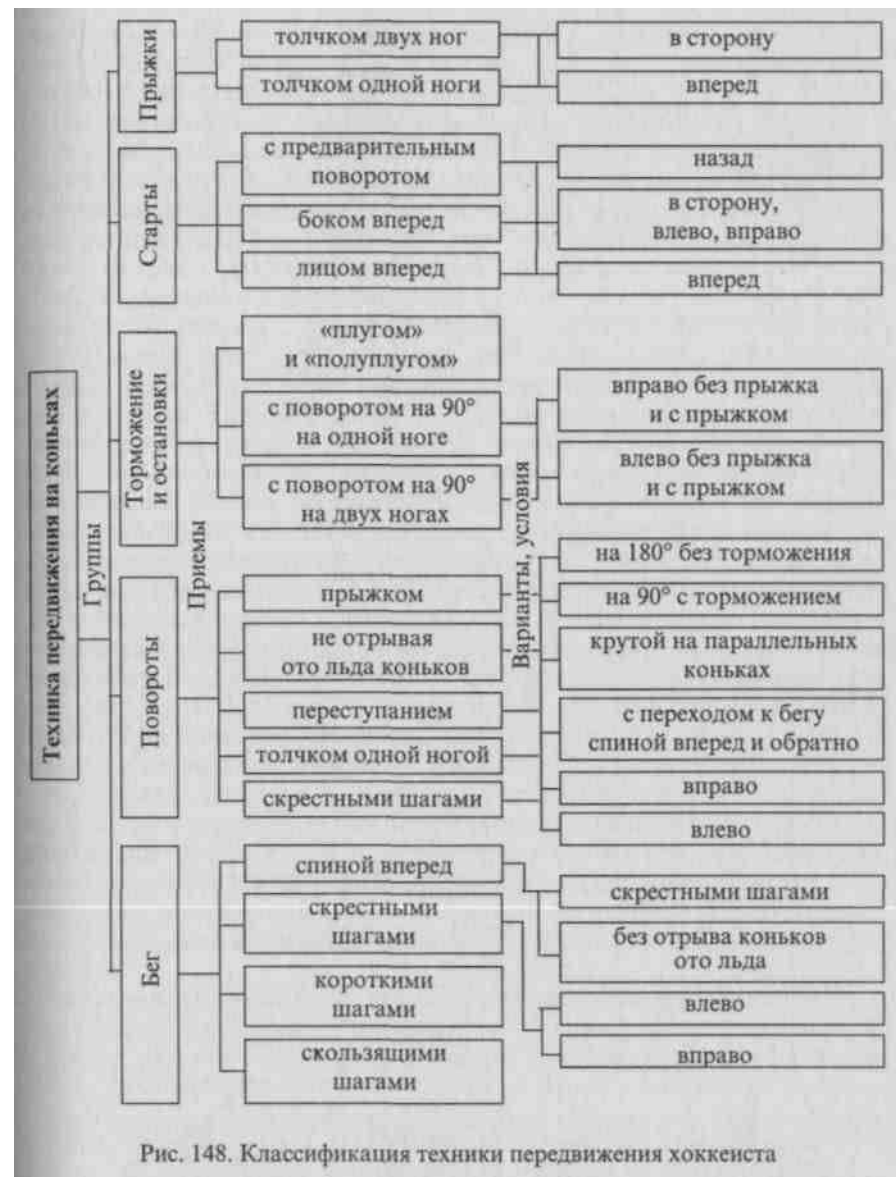 Техника передвижения на коньках
Группы
Приемы
Варианты, условия
Прыжки
толчком двух ног
толчком одной ноги
в сторону
вперед
Старты
с предварительным
поворотом
боком вперед
лицом вперед
назад
в сторону,
влево, вправо
вперед
Торможение
и остановки
«плугом»
и «полуплугом»
с поворотом на 90°
на одной ноге
с поворотом на 90°
на двух ногах
вправо без прыжка
и с прыжком
влево без прыжка
и с прыжком
Повороты
прыжком
не отрывая
ото льда коньков
переступанием
толчком одной ногой
скрестными шагами
на 180° без торможения
на 90° с торможением
крутой на параллельных
коньках
с переходом к бегу
спиной вперед и обратно
вправо
влево
Бег
спиной вперед
скрестными
шагами
короткими
шагами
скользящими
шагами
скрестными шагами
без отрыва коньков
ото льда
влево
вправо
Рис. 148. Классификация техники передвижения хоккеиста